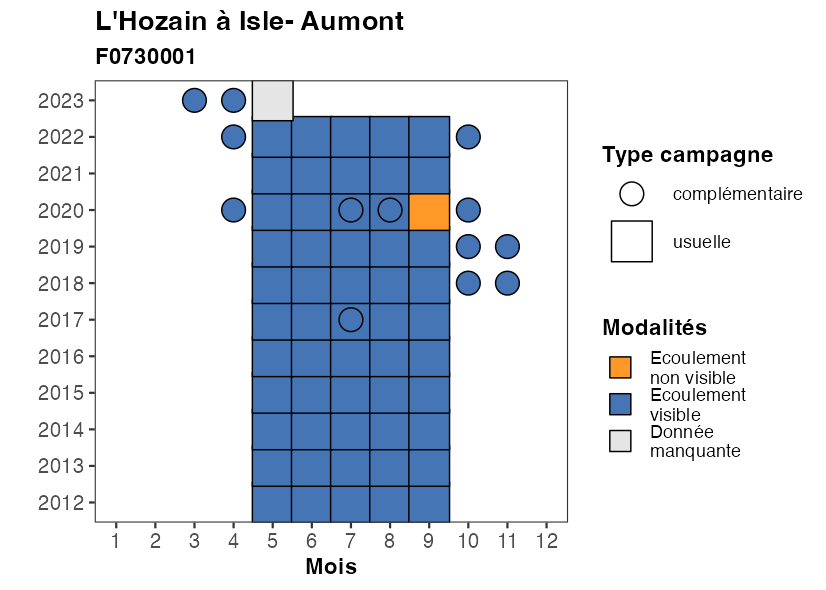 L'Hozain à Isle- Aumont
F0730001
2023
2022
2021
2020
2019
2018
2017
2016
2015
2014
2013
2012
1 2 3 4 5 6 7 8 9 10 11 12
Mois
Type campagne
complémentaire
usuelle
Modalités
Ecoulement
non visible
Ecoulement
visible
Donnée
manquante